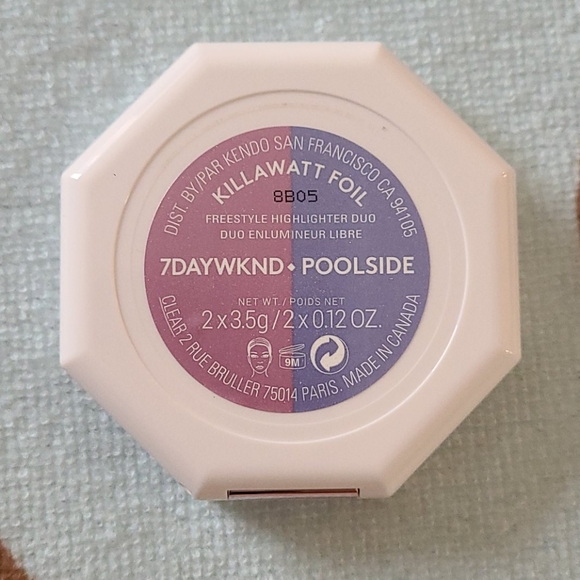 DIST. BY/PAR KENDO SAN FRANCISCO CA 94105
KILLAWATT FOIL
8B05
FREESTYLE HIGHLIGHTER DUO
DUO ENLUMINEUR LIBRE
7DAYWKND • POOLSIDE
NET WT. / POIDS NET
2 x 3.5g / 2 x 0.12 OZ.
9M
CLEAR 2 RUE BRULLER 75014 PARIS. MADE IN CANADA